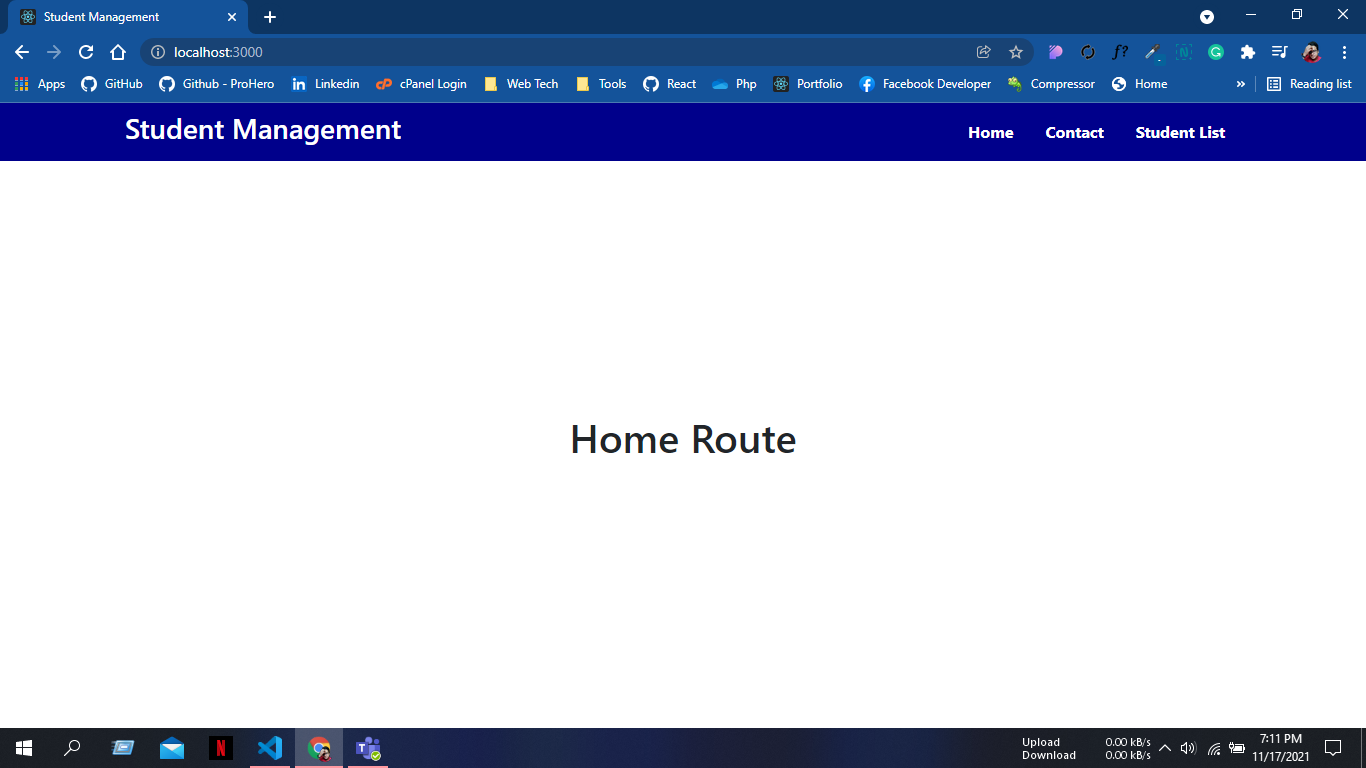 Student Management
localhost:3000
f?
Apps GitHub Github - ProHero Linkedin cPanel Login Web Tech Tools React Php Portfolio Facebook Developer Compressor Home » Reading list
Student Management
Home Contact Student List
Home Route
Upload 0.00 kB/s
Download 0.00 kB/s
7:11 PM
11/17/2021